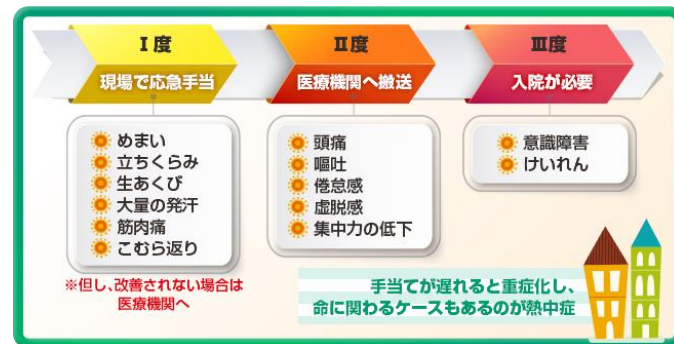 Ⅰ度
現場で応急手当
めまい
立ちくらみ
生あくび
大量の発汗
筋肉痛
こむら返り
※但し、改善されない場合は
医療機関へ
Ⅱ度
医療機関へ搬送
頭痛
嘔吐
倦怠感
虚脱感
集中力の低下
Ⅲ度
入院が必要
意識障害
けいれん
手当てが遅れると重症化し、
命に関わるケースもあるのが熱中症